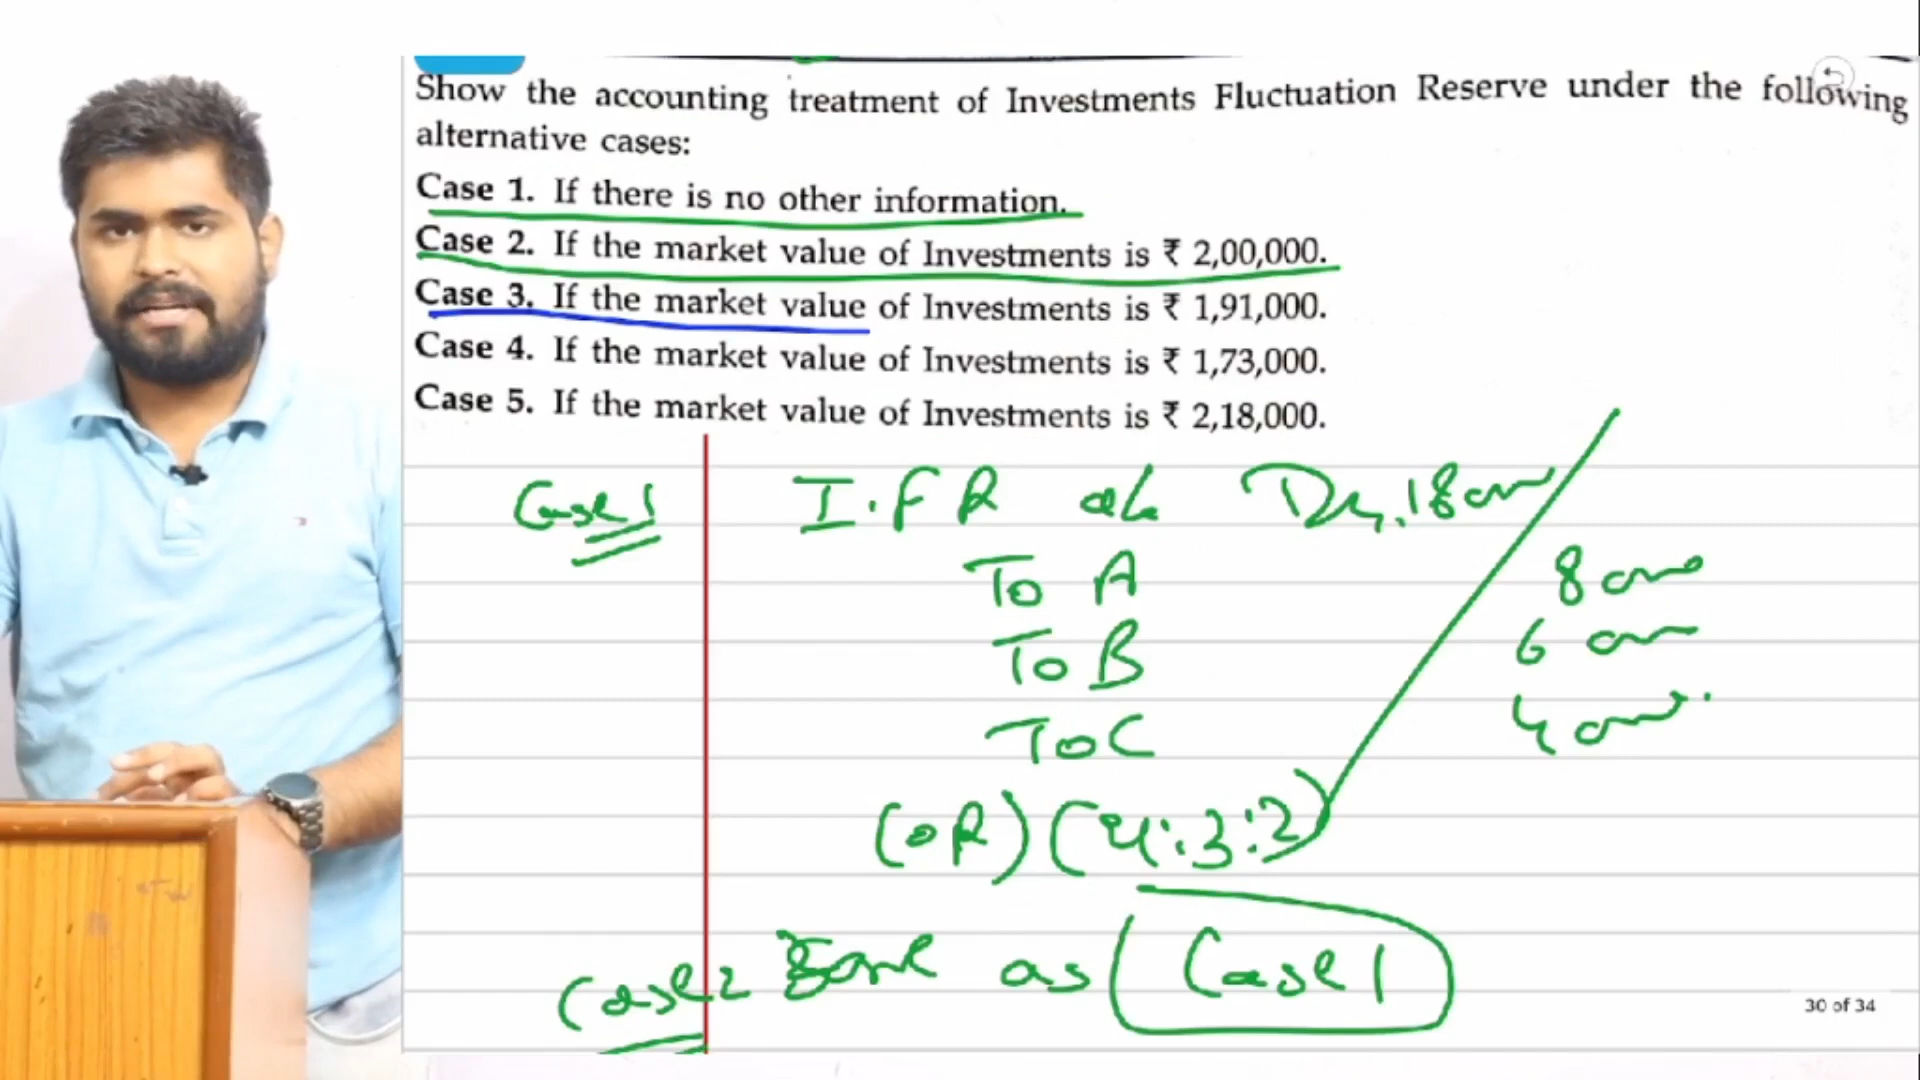 Show the accounting treatment of Investments Fluctuation Reserve under the following
alternative cases:
Case 1. If there is no other information.
Case 2. If the market value of Investments is ₹ 2,00,000.
Case 3. If the market value of Investments is ₹ 1,91,000.
Case 4. If the market value of Investments is ₹ 1,73,000.
Case 5. If the market value of Investments is ₹ 2,18,000.
Case 1 I.F R a/c Dr. 18
To A 8
To B 6
To C 4
(OR) (4:3:2)
Case 2 Same as Case 1
30 of 34